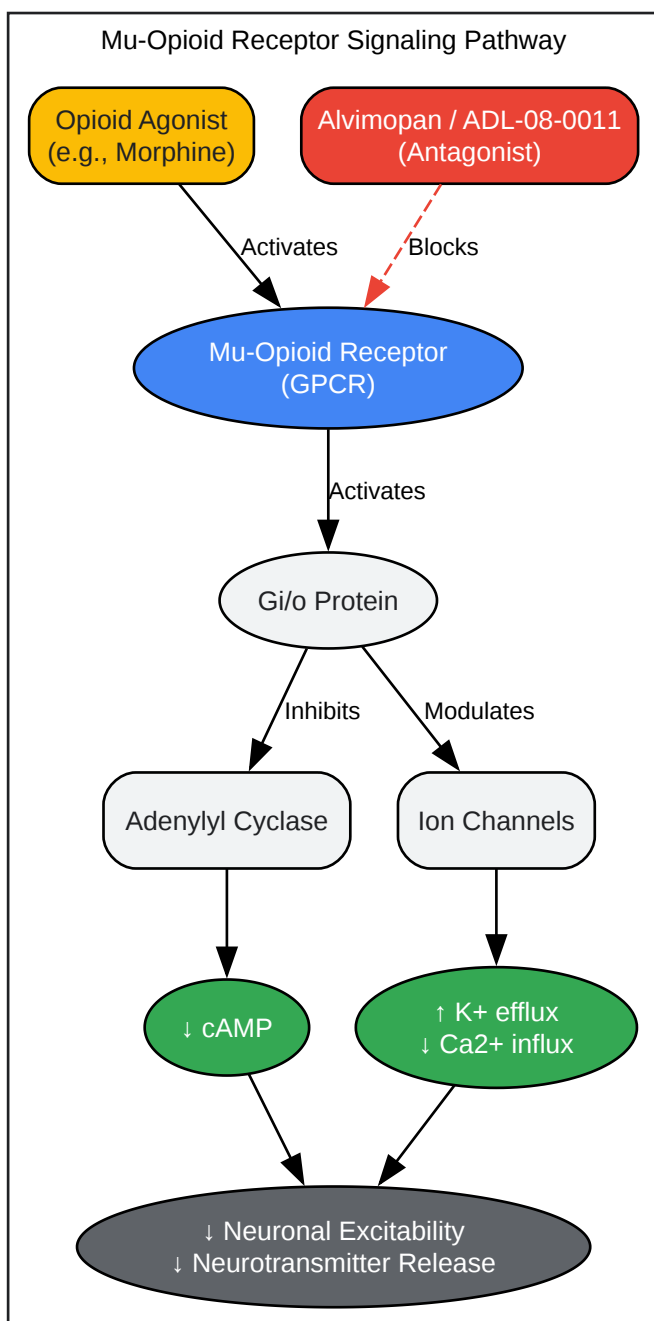 Mu-Opioid Receptor Signaling Pathway
Opioid Agonist
(e.g., Morphine)
Alvimopan / ADL-08-0011
(Antagonist)
Activates
Blocks
Mu-Opioid Receptor
(GPCR)
Activates
Gi/o Protein
Inhibits
Modulates
Adenylyl Cyclase
Ion Channels
↓ cAMP
↑ K+ efflux
↓ Ca2+ influx
↓ Neuronal Excitability
↓ Neurotransmitter Release